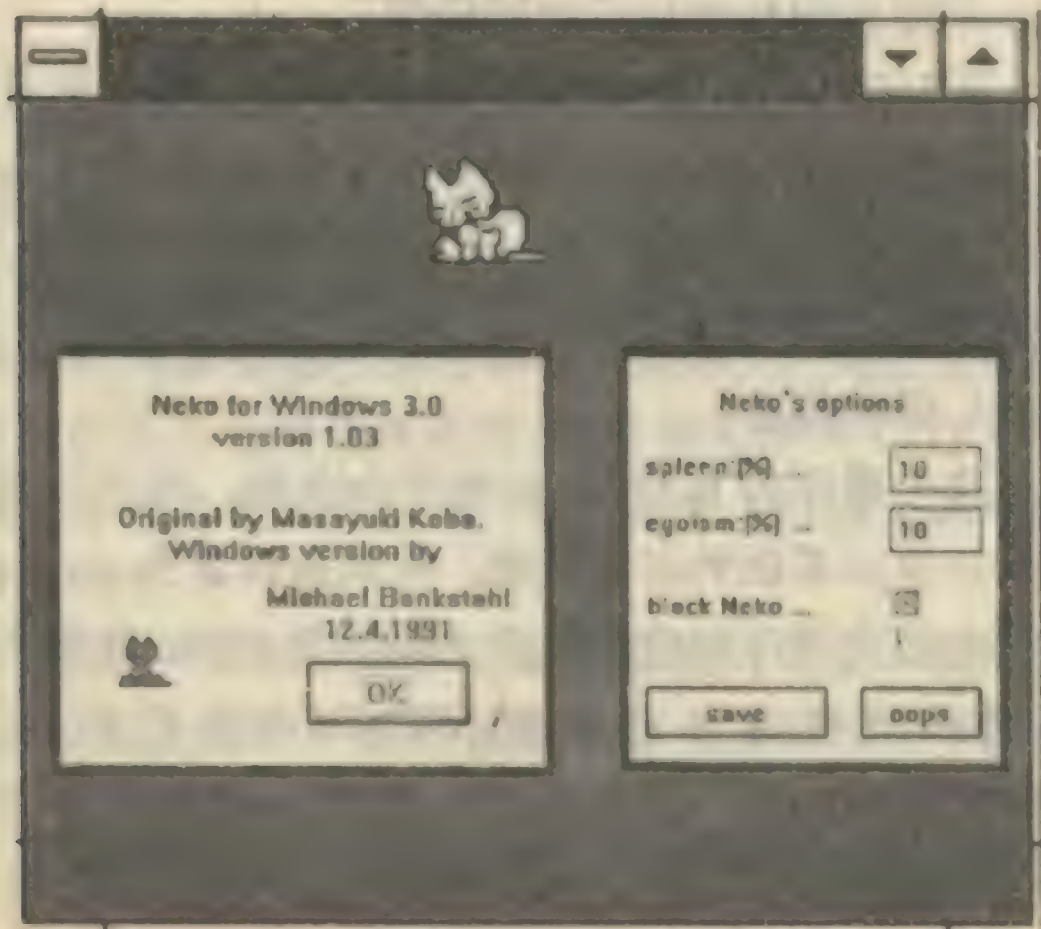 Neko for Windows 3.0
version 1.03
Original by Masayuki Koba.
Windows version by
Michael Bankstahl
12.4.1991
OK
Neko's options
spleen [%] ...
10
egoism [%] ...
10
black Neko ...
save
oops